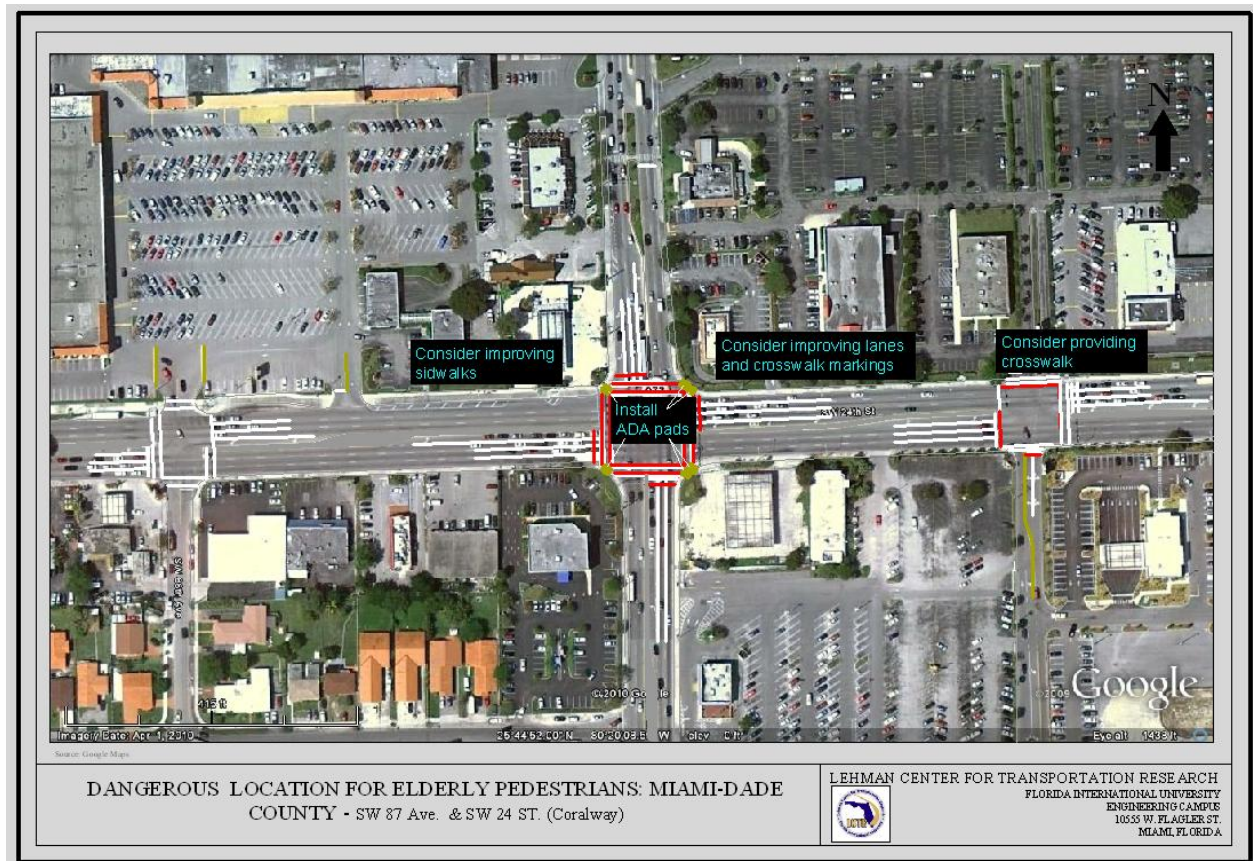 N
Consider improving
sidwalks
Consider improving lanes
and crosswalk markings
Consider providing
crosswalk
Install
ADA pads
SW 24th St
©2010 Google
©2009
Google
416 ft
Imagery Date: Apr 1, 2010
25°44'52.00" N
Eye alt 1438 ft
Source: Google Maps
DANGEROUS LOCATION FOR ELDERLY PEDESTRIANS: MIAMI-DADE
COUNTY - SW 87 Ave. & SW 24 ST. (Coralway)
LEHMAN CENTER FOR TRANSPORTATION RESEARCH
FLORIDA INTERNATIONAL UNIVERSITY
ENGINEERING CAMPUS
10555 W. FLAGLER ST.
MIAMI, FLORIDA